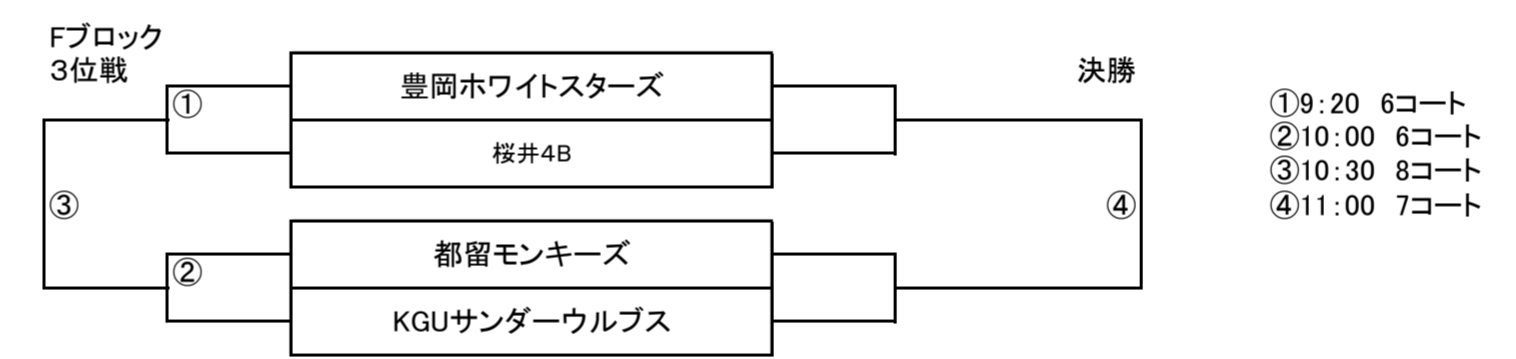 Fブロック
3位戦
決勝
①
豊岡ホワイトスターズ
桜井4B
③
④
②
都留モンキーズ
KGUサンダーウルブス
①9:20 6コート
②10:00 6コート
③10:30 8コート
④11:00 7コート